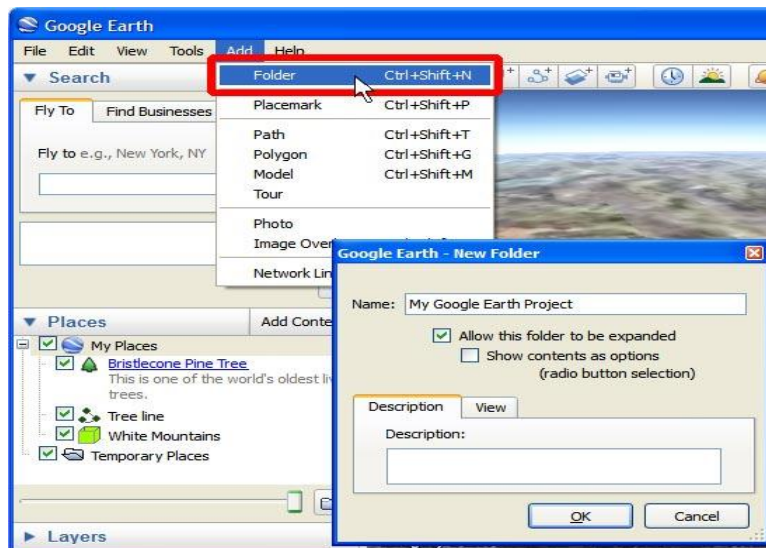 Google Earth
File Edit View Tools Add Help
Search
Folder Ctrl+Shift+N
Placemark Ctrl+Shift+P
Path Ctrl+Shift+T
Polygon Ctrl+Shift+G
Model Ctrl+Shift+M
Tour
Photo
Image Over
Network Lin
Fly To Find Businesses
Fly to e.g., New York, NY
Places Add Conte
My Places
Bristlecone Pine Tree
This is one of the world's oldest li
trees.
Tree line
White Mountains
Temporary Places
Layers
Google Earth - New Folder
Name: My Google Earth Project
Allow this folder to be expanded
Show contents as options
(radio button selection)
Description View
Description:
OK Cancel